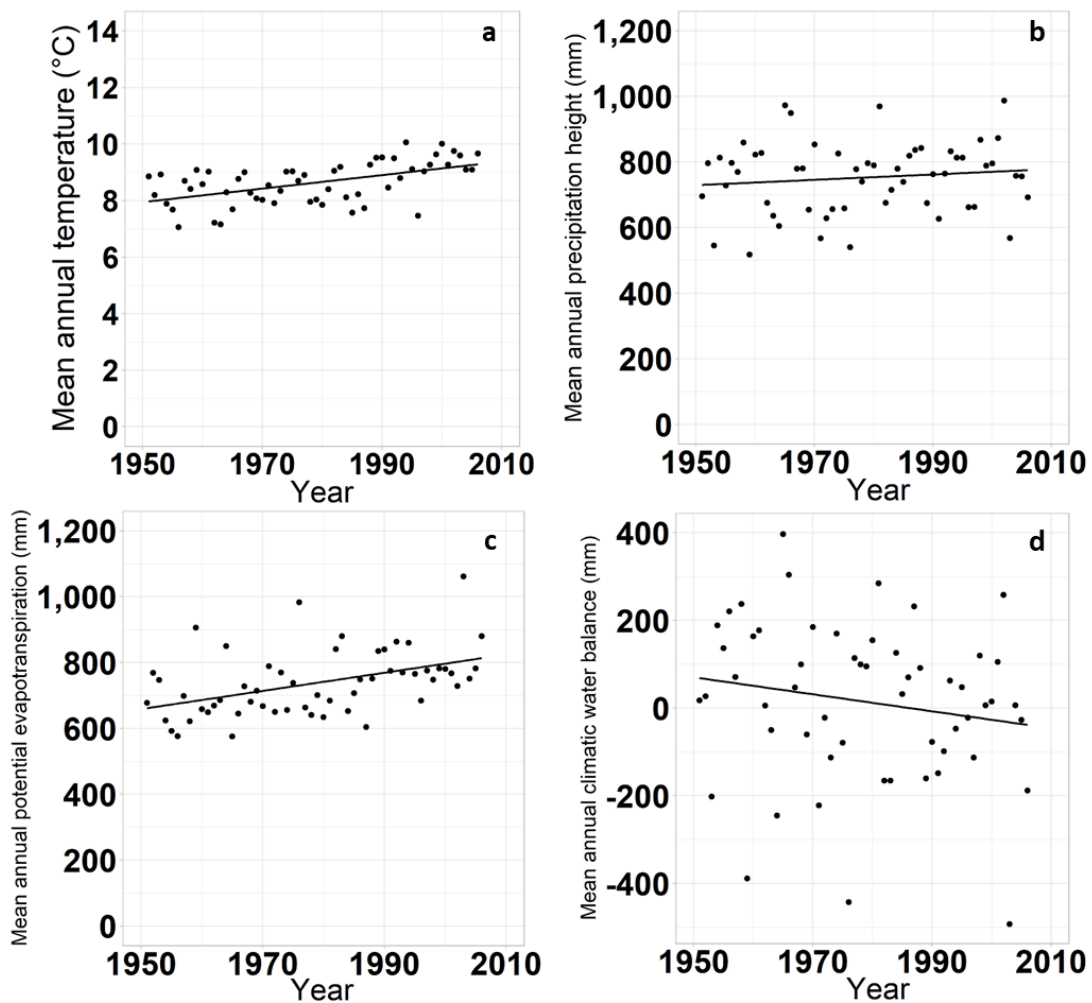 a
Mean annual temperature (°C)
14
12
10
8
6
4
2
0
1950 1970 1990 2010
Year
b
Mean annual precipitation height (mm)
1,200
1,000
800
600
400
200
0
1950 1970 1990 2010
Year
c
Mean annual potential evapotranspiration (mm)
1,200
1,000
800
600
400
200
0
1950 1970 1990 2010
Year
d
Mean annual climatic water balance (mm)
400
200
0
-200
-400
1950 1970 1990 2010
Year